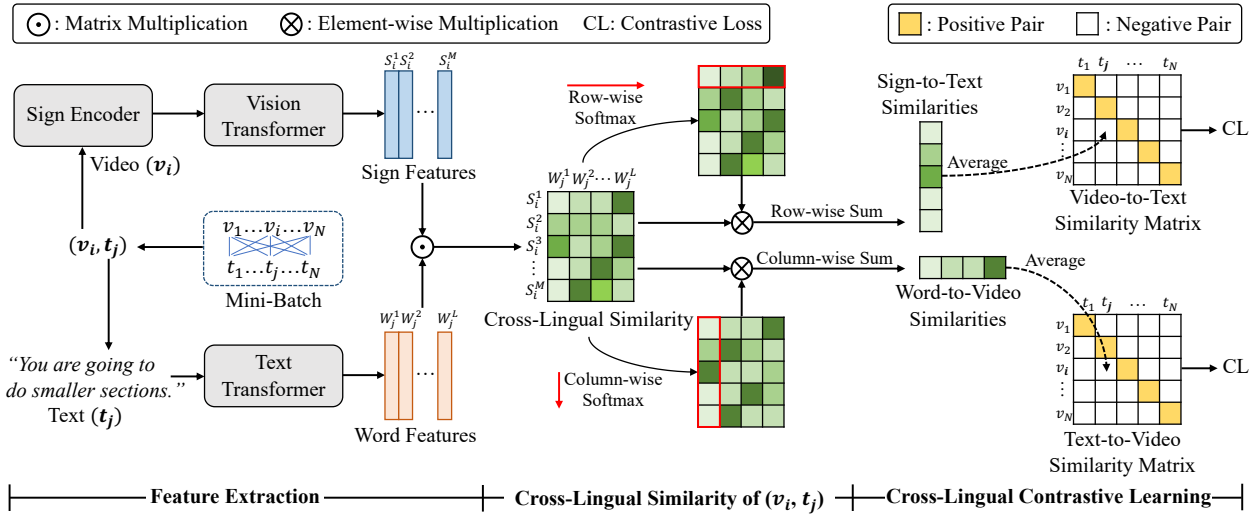 ⊙ : Matrix Multiplication ⊗ : Element-wise Multiplication CL: Contrastive Loss
: Positive Pair : Negative Pair
Sign Encoder
Vision
Transformer
Video (v_i)
S_i^1 S_i^2 S_i^M
...
Sign Features
(v_i, t_j)
v_1 … v_i … v_N
t_1 … t_j … t_N
Mini-Batch
“You are going to
do smaller sections.”
Text (t_j)
Text
Transformer
W_j^1 W_j^2 W_j^L
...
Word Features
Row-wise
Softmax
W_j^1 W_j^2 ⋯ W_j^L
S_i^1
S_i^2
S_i^3
⋮
S_i^M
Cross-Lingual Similarity
Column-wise
Softmax
Row-wise Sum
Column-wise Sum
Sign-to-Text
Similarities
Average
Word-to-Video
Similarities
Average
t_1 t_j ⋯ t_N
v_1
v_2
v_i
⋮
v_N
CL
Video-to-Text
Similarity Matrix
t_1 t_j ⋯ t_N
v_1
v_2
v_i
⋮
v_N
CL
Text-to-Video
Similarity Matrix
Feature Extraction
Cross-Lingual Similarity of (v_i, t_j)
Cross-Lingual Contrastive Learning